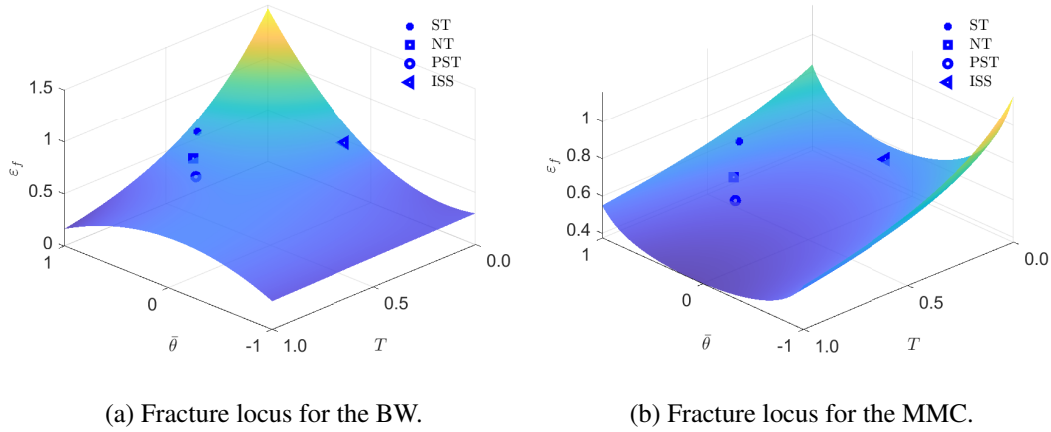 ST
NT
PST
ISS
1.5
1
0.5
0
ε_f
1
0
-1
θ̄
1.0
0.5
0.0
T
(a) Fracture locus for the BW.
ST
NT
PST
ISS
1
0.8
0.6
0.4
ε_f
1
0
-1
θ̄
1.0
0.5
0.0
T
(b) Fracture locus for the MMC.